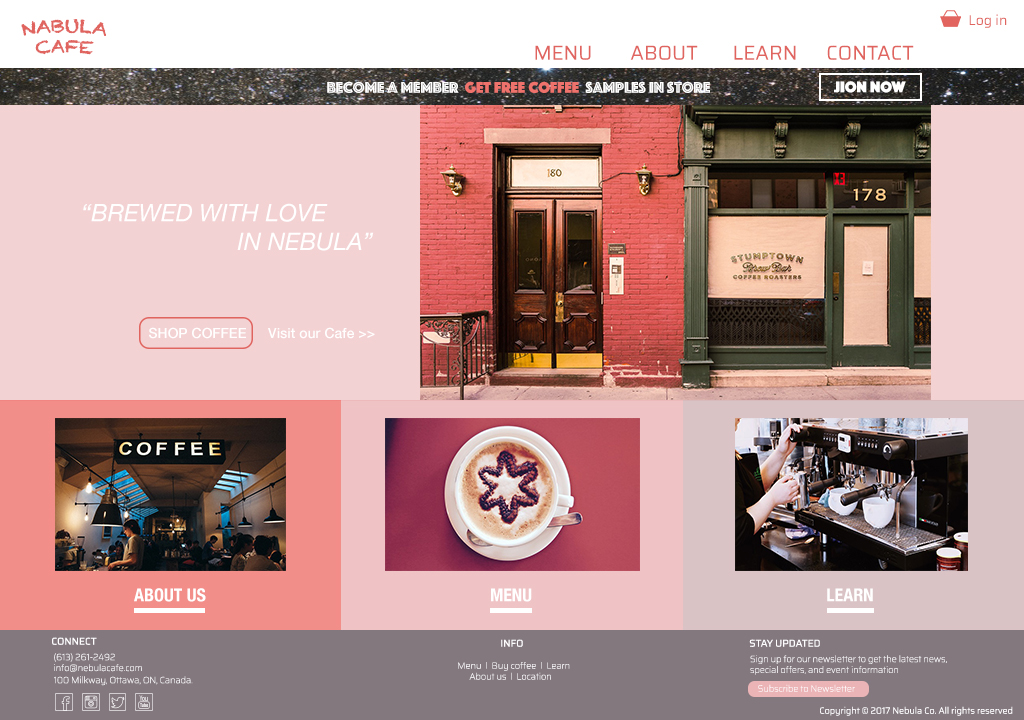 NABULA
CAFE
Log in
MENU ABOUT LEARN CONTACT
BECOME A MEMBER GET FREE COFFEE SAMPLES IN STORE
JION NOW
180
178
STUMPTOWN
Brew Bar
COFFEE ROASTERS
“BREWED WITH LOVE
IN NEBULA”
SHOP COFFEE
Visit our Cafe >>
COFFEE
ABOUT US
MENU
LEARN
CONNECT
(613) 261-2492
info@nebulacafe.com
100 Milkway, Ottawa, ON, Canada.
You
Tube
INFO
Menu | Buy coffee | Learn
About us | Location
STAY UPDATED
Sign up for our newsletter to get the latest news,
special offers, and event information
Subscribe to Newsletter
Copyright © 2017 Nebula Co. All rights reserved